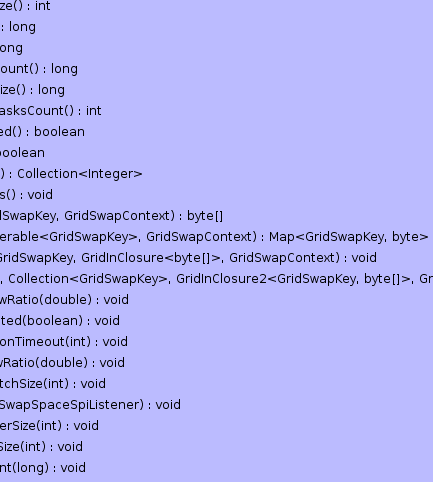 ze() : int
: long
ong
ount() : long
ize() : long
asksCount() : int
ed() : boolean
boolean
) : Collection<Integer>
s() : void
dSwapKey, GridSwapContext) : byte[]
erable<GridSwapKey>, GridSwapContext) : Map<GridSwapKey, byte>
GridSwapKey, GridInClosure<byte[]>, GridSwapContext) : void
, Collection<GridSwapKey>, GridInClosure2<GridSwapKey, byte[]>, Gr
wRatio(double) : void
ted(boolean) : void
onTimeout(int) : void
wRatio(double) : void
tchSize(int) : void
SwapSpaceSpiListener) : void
erSize(int) : void
Size(int) : void
nt(long) : void